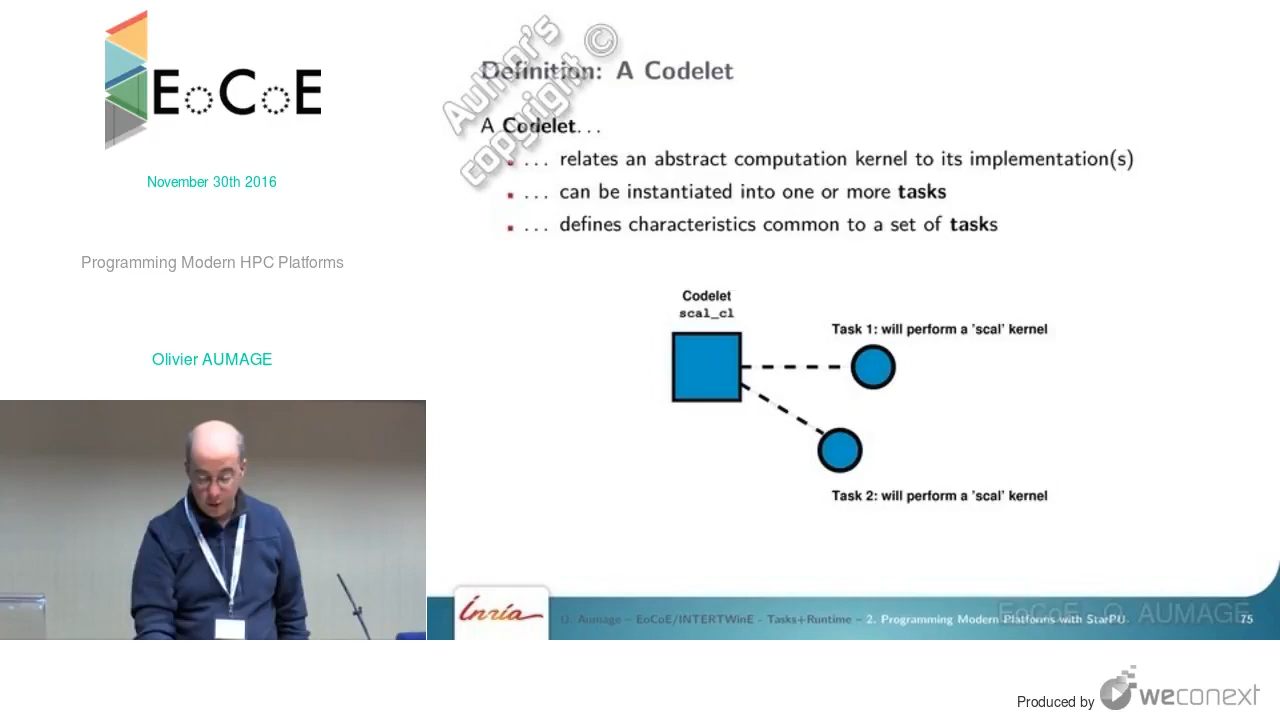 EoCoE
November 30th 2016
Programming Modern HPC Platforms
Olivier AUMAGE
Author's
copyright ©
Definition: A Codelet
A Codelet...
... relates an abstract computation kernel to its implementation(s)
... can be instantiated into one or more tasks
... defines characteristics common to a set of tasks
Codelet
scal_cl
Task 1: will perform a 'scal' kernel
Task 2: will perform a 'scal' kernel
Inria
O. Aumage – EoCoE/INTERTWinE - Tasks+Runtime – 2. Programming Modern Platforms with StarPU
EoCoE O. AUMAGE
75
Produced by weconext